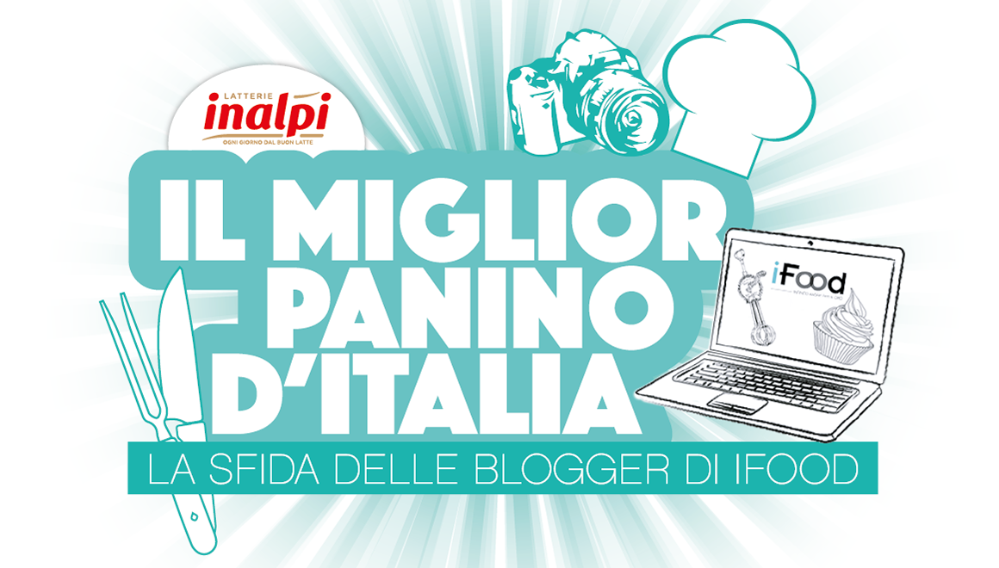 LATTERIE
inalpi
OGNI GIORNO DAL BUON LATTE
IL MIGLIOR
PANINO
D'ITALIA
iFood
LA SFIDA DELLE BLOGGER DI IFOOD